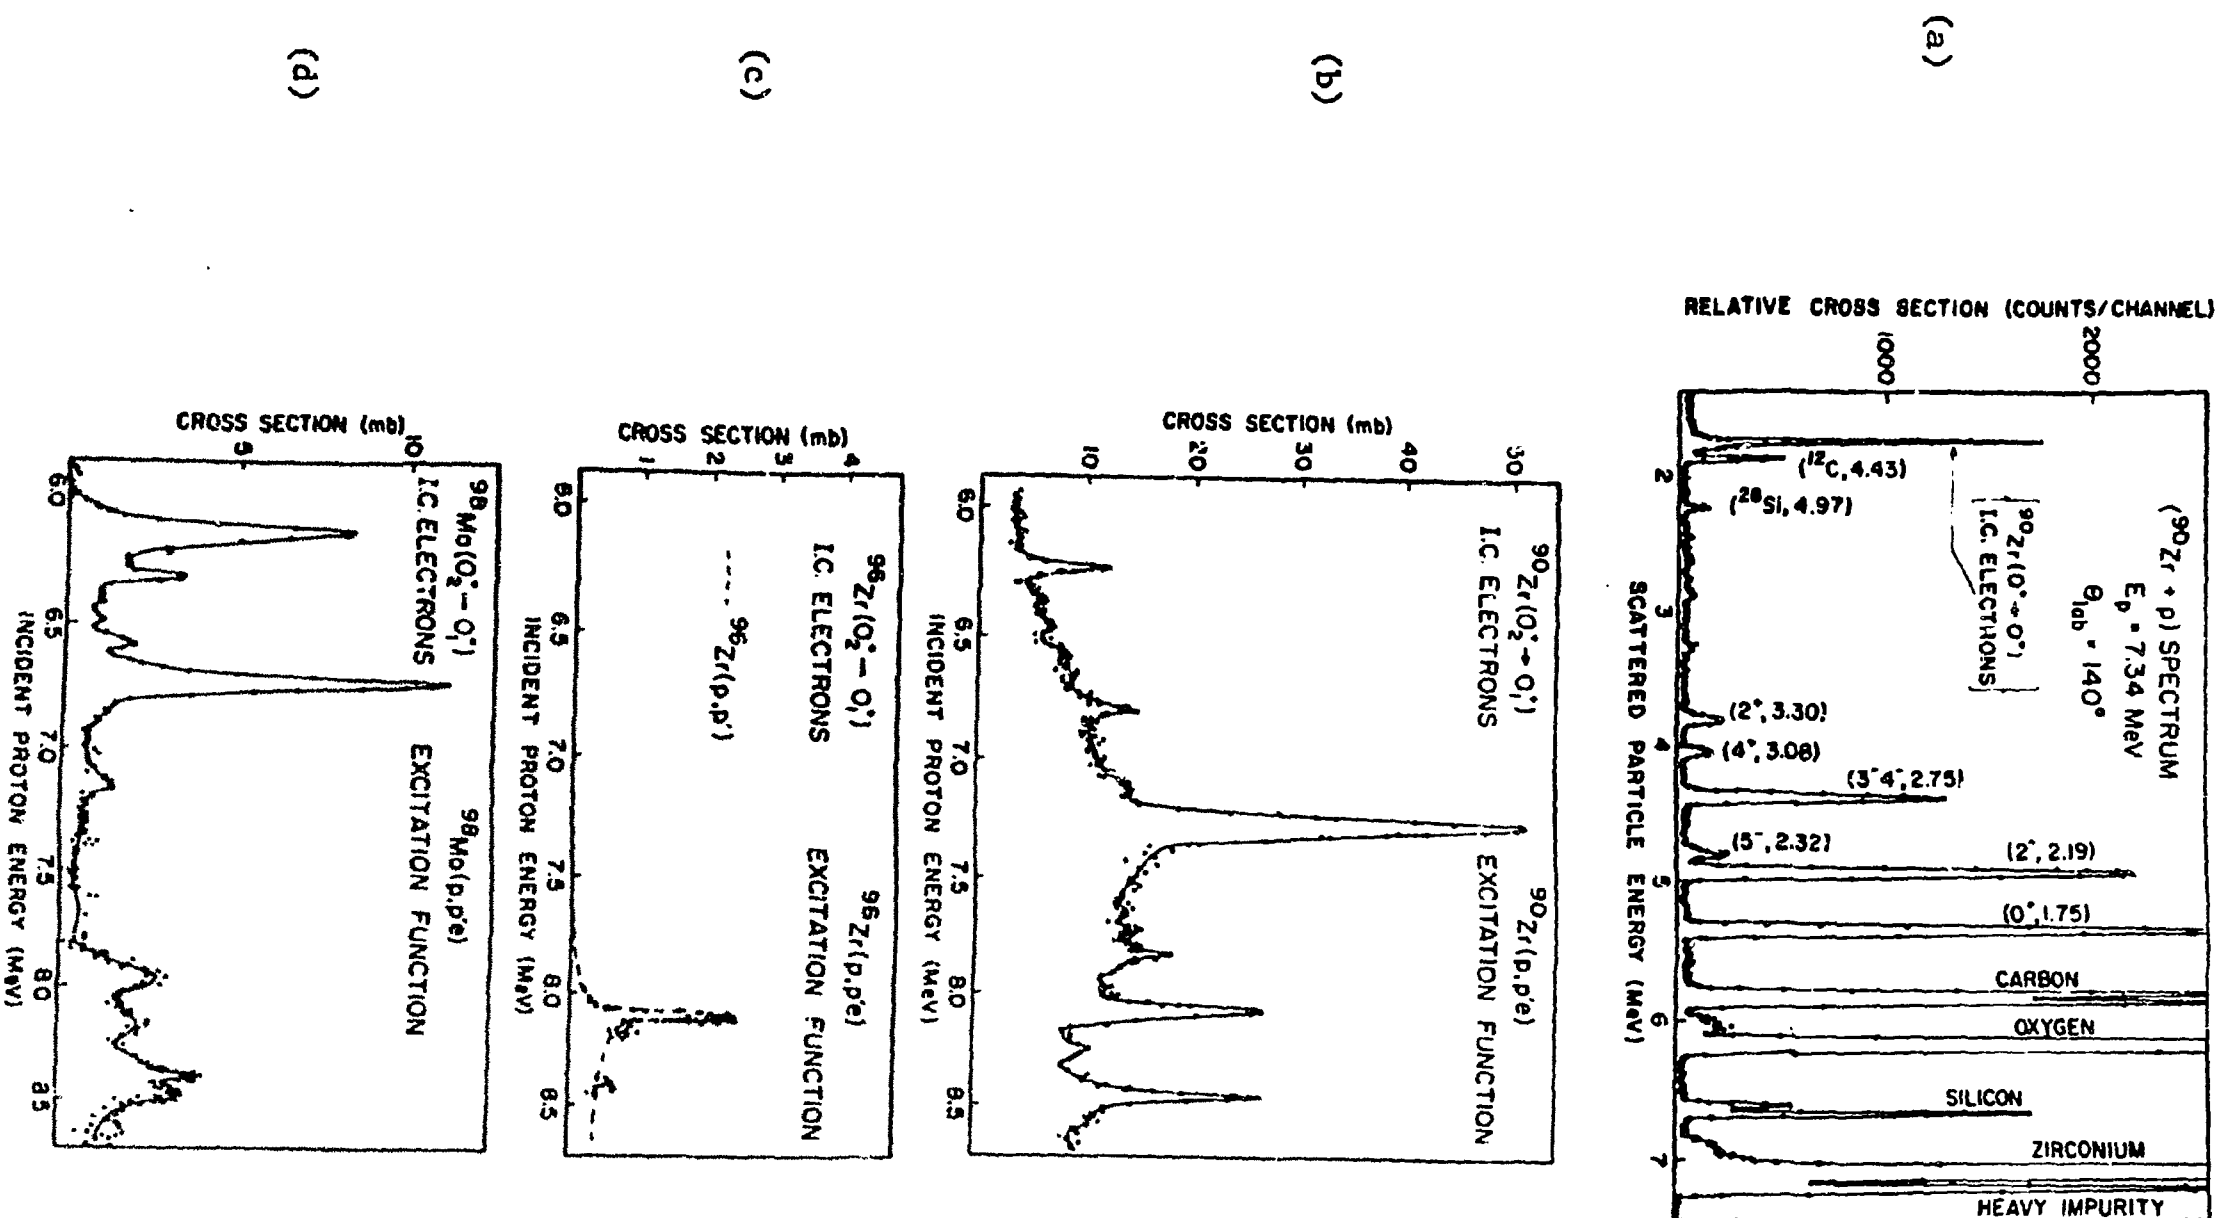 (a)
RELATIVE CROSS SECTION (COUNTS/CHANNEL)
1000
2000
(⁹⁰Zr + p) SPECTRUM
E_p = 7.34 MeV
θ_lab = 140°
⁹⁰Zr(0⁺→0⁺)
I.C. ELECTRONS
(¹²C, 4.43)
(²⁸Si, 4.97)
(2⁺, 3.30)
(4⁺, 3.08)
(3⁻4⁻, 2.75)
(5⁻, 2.32)
(2⁺, 2.19)
(0⁺, 1.75)
CARBON
OXYGEN
SILICON
ZIRCONIUM
HEAVY IMPURITY
2 3 4 5 6 7
SCATTERED PARTICLE ENERGY (MeV)
(b)
CROSS SECTION (mb)
10 20 30 40 50
⁹⁰Zr(0₂⁺→0₁⁺)
I.C. ELECTRONS
⁹⁰Zr(p,p'e)
EXCITATION FUNCTION
6.0 6.5 7.0 7.5 8.0 8.5
INCIDENT PROTON ENERGY (MeV)
(c)
CROSS SECTION (mb)
1 2 3 4
⁹⁶Zr(0₂⁺→0₁⁺)
I.C. ELECTRONS
⁹⁶Zr(p,p')
⁹⁶Zr(p,p'e)
EXCITATION FUNCTION
6.0 6.5 7.0 7.5 8.0 8.5
INCIDENT PROTON ENERGY (MeV)
(d)
CROSS SECTION (mb)
5 10
⁹⁸Mo(0₂⁺→0₁⁺)
I.C. ELECTRONS
⁹⁸Mo(p,p'e)
EXCITATION FUNCTION
6.0 6.5 7.0 7.5 8.0 8.5
INCIDENT PROTON ENERGY (MeV)